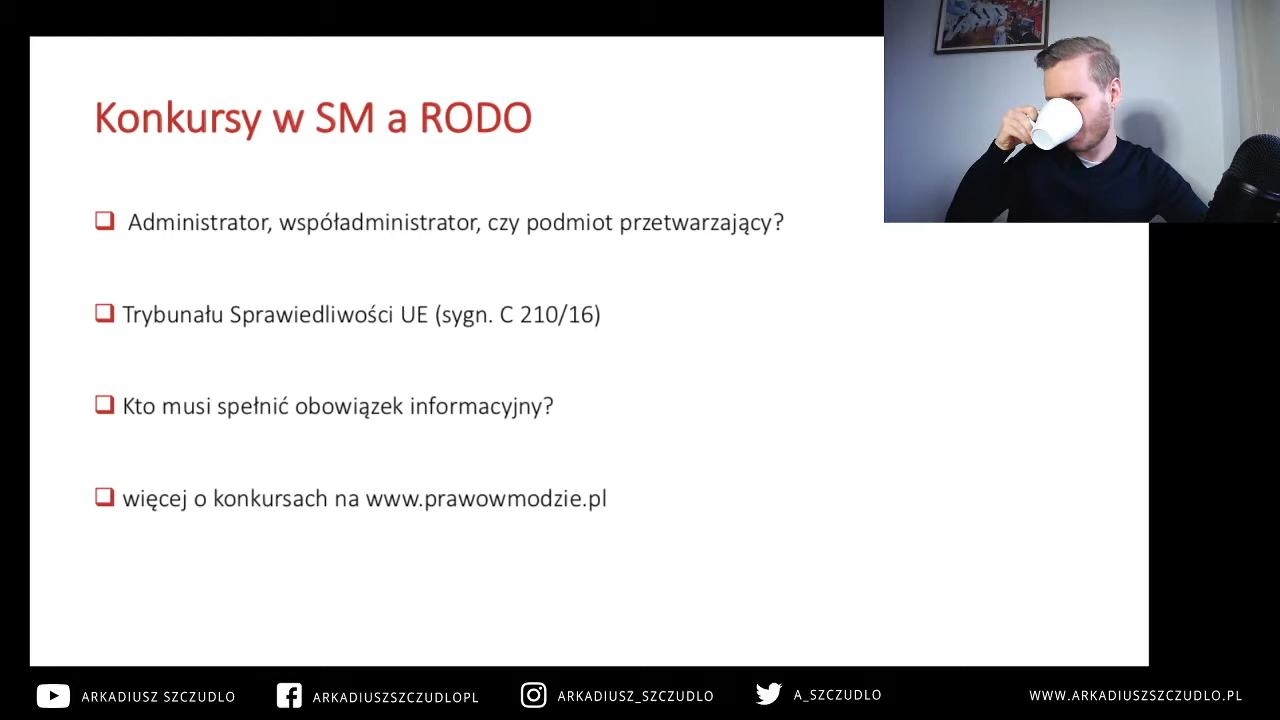 Konkursy w SM a RODO
Administrator, współadministrator, czy podmiot przetwarzający?
Trybunału Sprawiedliwości UE (sygn. C 210/16)
Kto musi spełnić obowiązek informacyjny?
więcej o konkursach na www.prawowmodzie.pl
ARKADIUSZ SZCZUDLO
ARKADIUSZSZCZUDLOPL
ARKADIUSZ_SZCZUDLO
A_SZCZUDLO
WWW.ARKADIUSZSZCZUDLO.PL